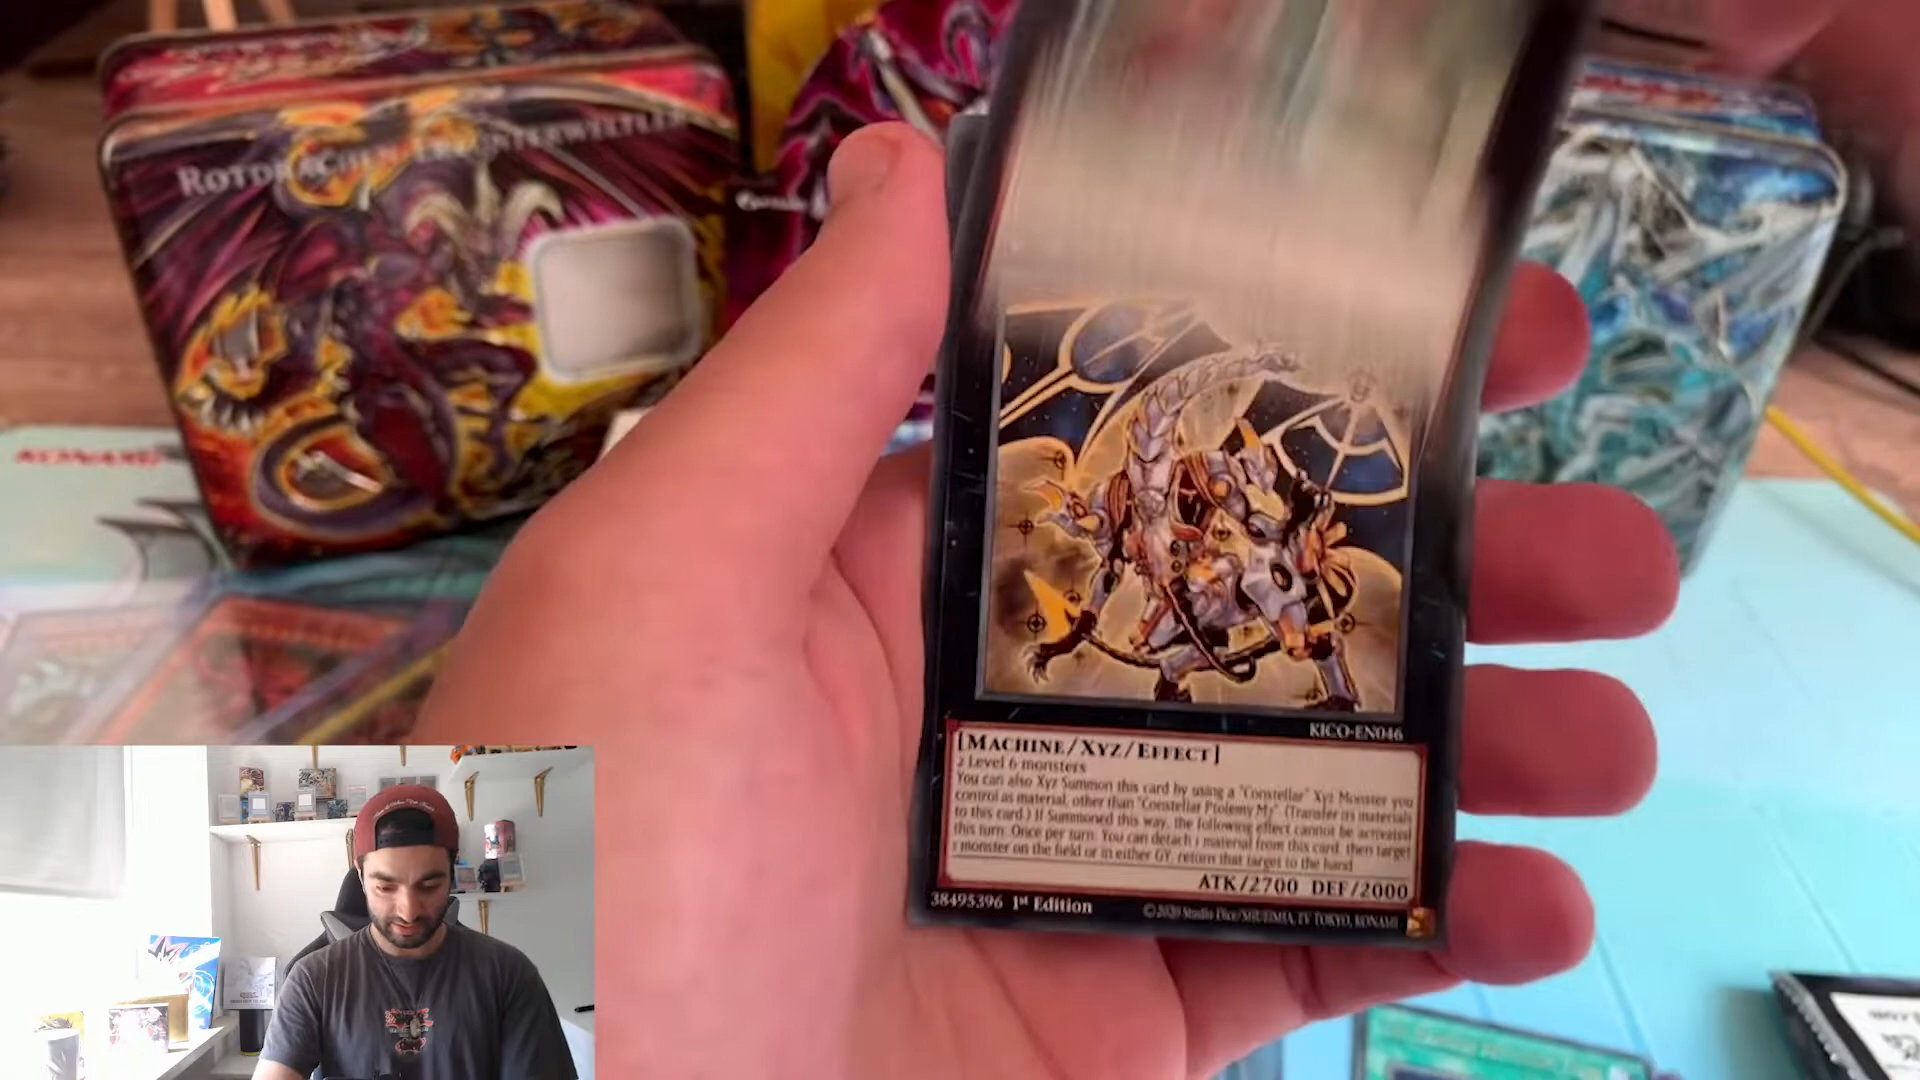 ROTDRACHEN
KONAMI
KICO-EN046
[MACHINE/XYZ/EFFECT]
2 Level 6 monsters
You can also Xyz Summon this card by using a "Constellar" Xyz Monster you
control as material, other than "Constellar Ptolemy M7". (Transfer its materials
to this card.) If Summoned this way, the following effect cannot be activated
this turn. Once per turn: You can detach 1 material from this card, then target
1 monster on the field or in either GY; return that target to the hand.
ATK/2700 DEF/2000
38495396 1st Edition
©2020 Studio Dice/SHUEISHA, TV TOKYO, KONAMI